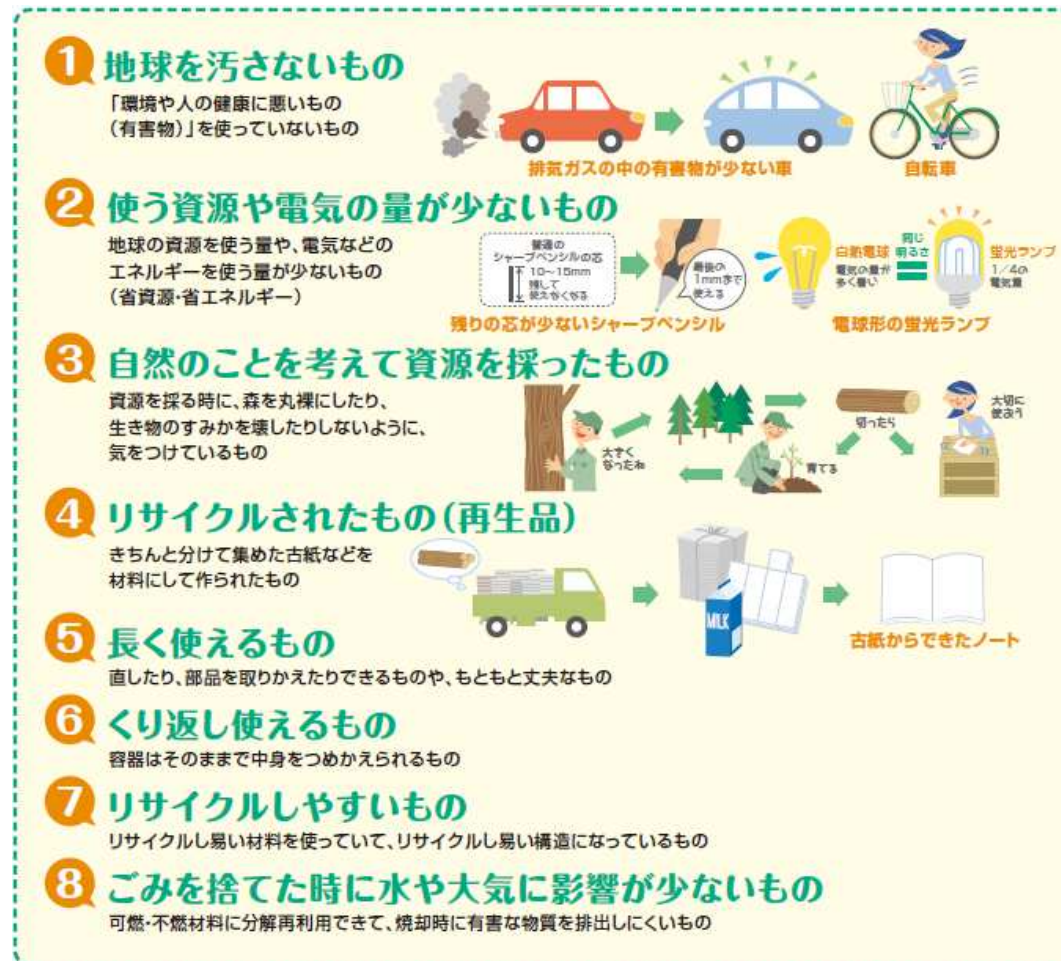 1 地球を汚さないもの
「環境や人の健康に悪いもの
（有害物）」を使っていないもの
排気ガスの中の有害物が少ない車
自転車
2 使う資源や電気の量が少ないもの
地球の資源を使う量や、電気などの
エネルギーを使う量が少ないもの
（省資源・省エネルギー）
普通の
シャープペンシルの芯
10〜15mm
残して
使えなくなる
最後の
1mmまで
使える
残りの芯が少ないシャープペンシル
白熱電球
電気の量が
多く暑い
同じ
明るさ
蛍光ランプ
1／4の
電気量
電球形の蛍光ランプ
3 自然のことを考えて資源を採ったもの
資源を採る時に、森を丸裸にしたり、
生き物のすみかを壊したりしないように、
気をつけているもの
大きく
なったね
育てる
切ったら
大切に
使おう
4 リサイクルされたもの（再生品）
きちんと分けて集めた古紙などを
材料にして作られたもの
MILK
古紙からできたノート
5 長く使えるもの
直したり、部品を取りかえたりできるものや、もともと丈夫なもの
6 くり返し使えるもの
容器はそのままで中身をつめかえられるもの
7 リサイクルしやすいもの
リサイクルし易い材料を使っていて、リサイクルし易い構造になっているもの
8 ごみを捨てた時に水や大気に影響が少ないもの
可燃・不燃材料に分解再利用できて、焼却時に有害な物質を排出しにくいもの